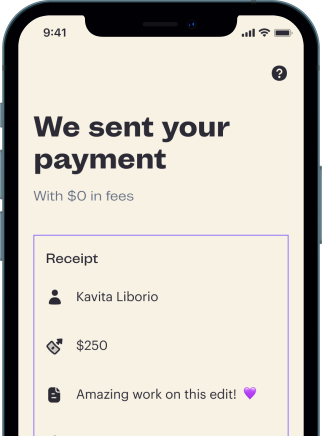 9:41
We sent your
payment
With $0 in fees
Receipt
Kavita Liborio
$250
Amazing work on this edit! 💜